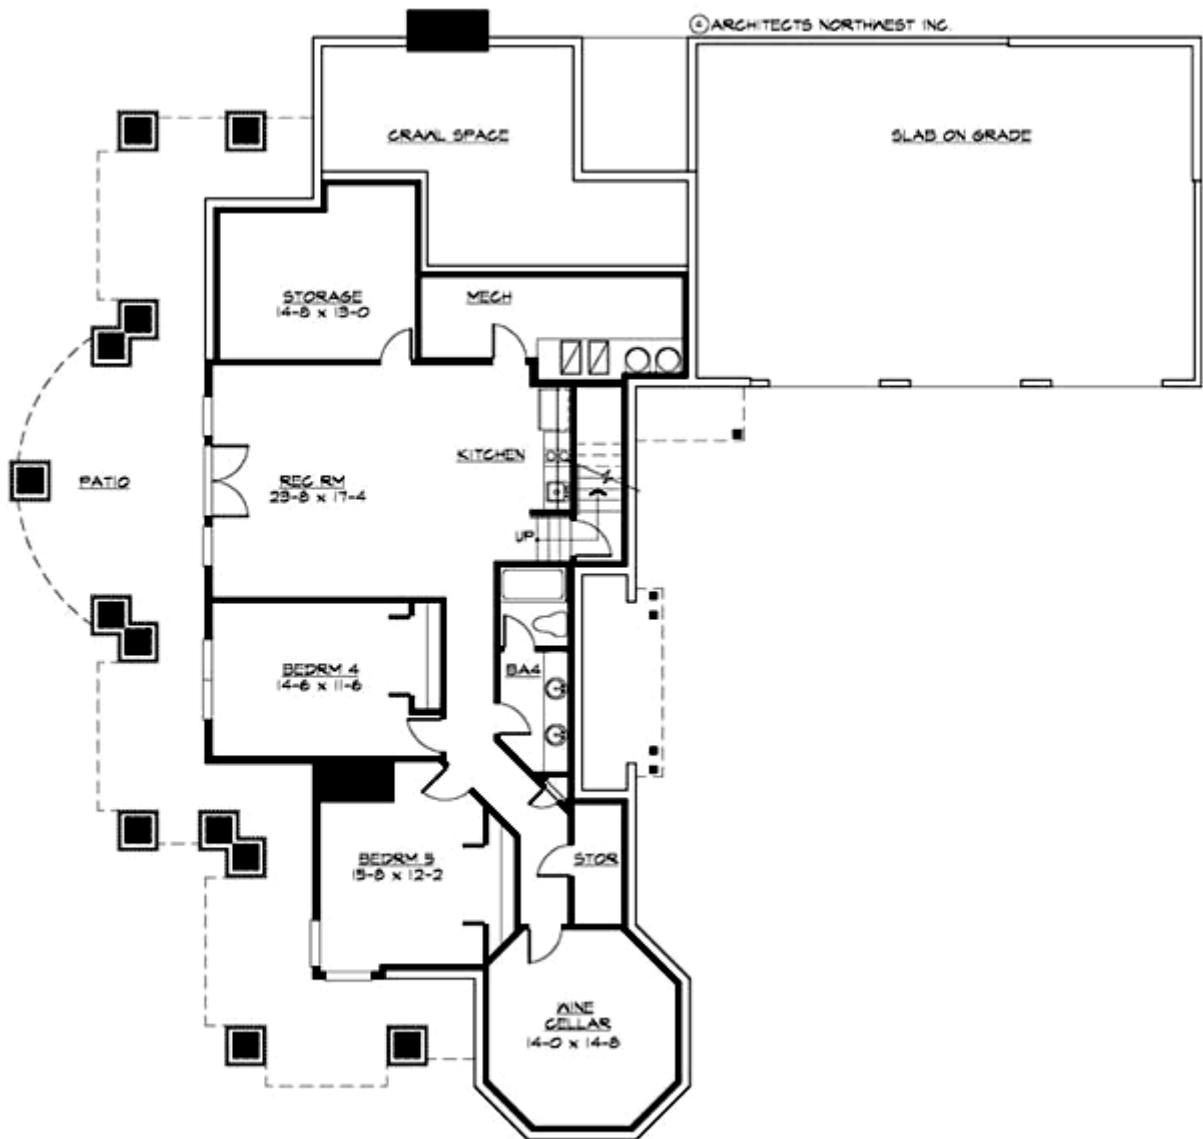 © ARCHITECTS NORTHWEST INC.
CRAWL SPACE
SLAB ON GRADE
STORAGE
14-8 x 13-0
MECH
KITCHEN
PATIO
REC RM
23-8 x 17-4
UP
BEDRM 4
14-8 x 11-8
BA4
BEDRM 5
15-8 x 12-2
STOR
WINE
CELLAR
14-0 x 14-8